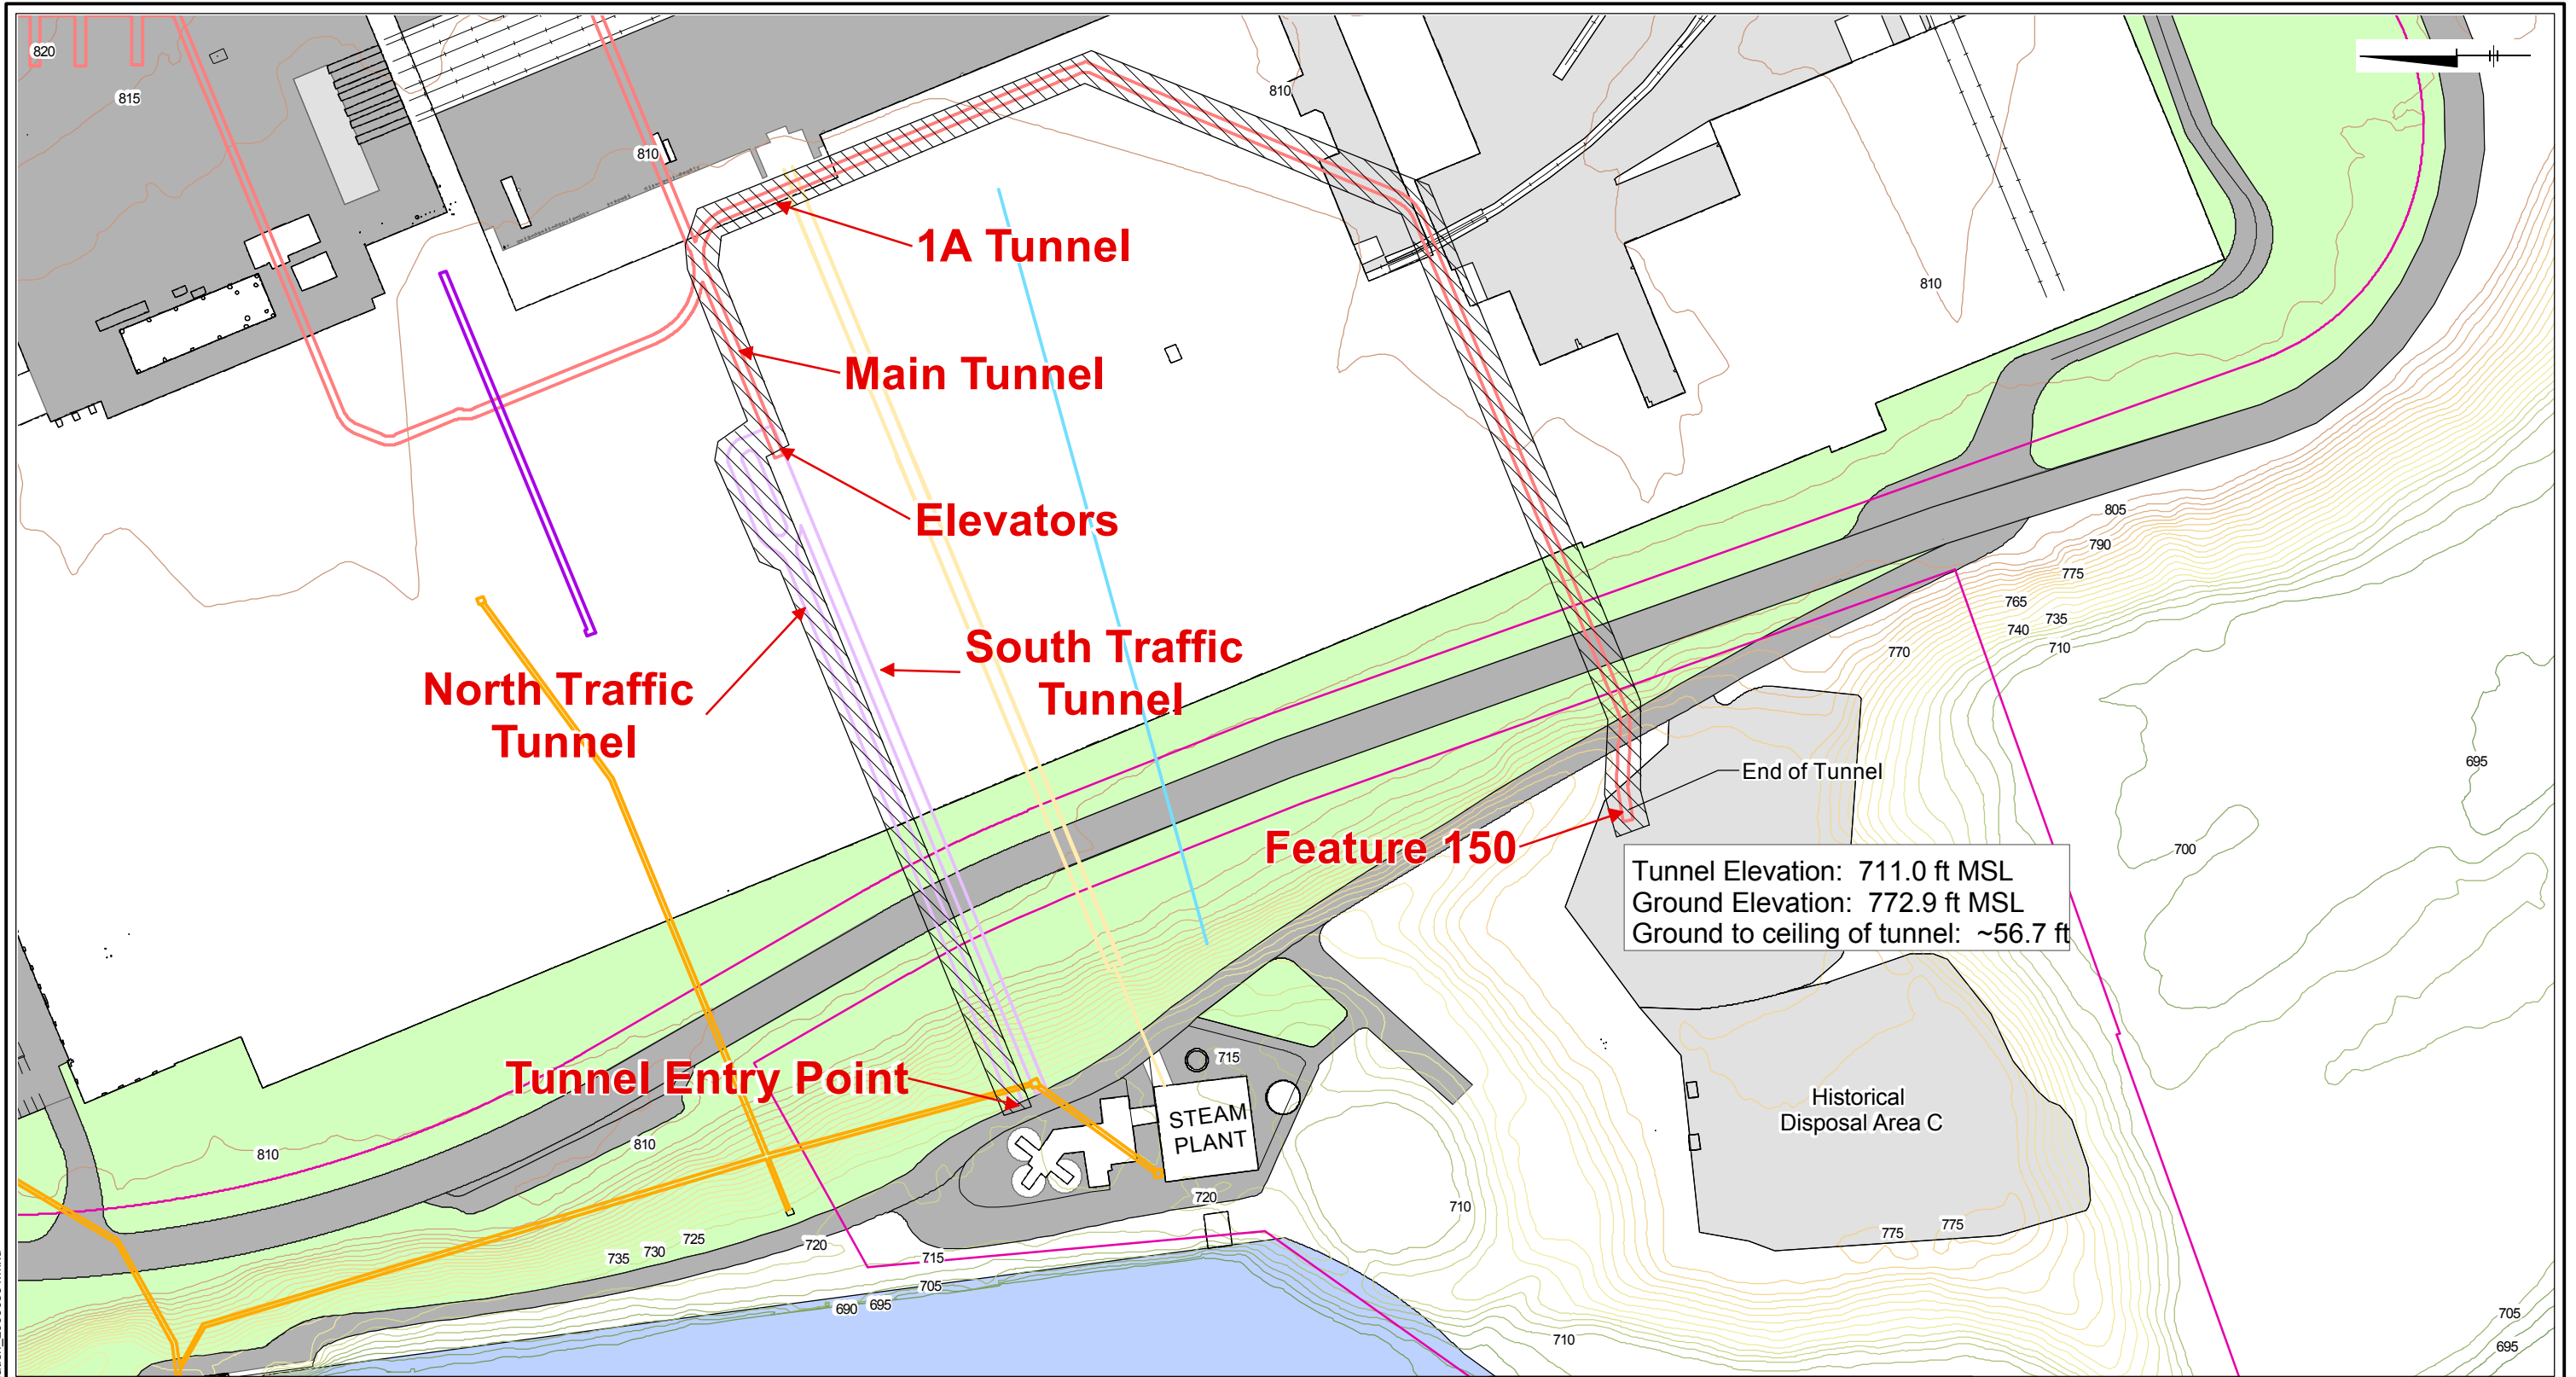 820
815
810
810
810
1A Tunnel
Main Tunnel
Elevators
South Traffic
Tunnel
North Traffic
Tunnel
805
790
775
765
735
740
710
770
695
700
End of Tunnel
Feature 150
Tunnel Elevation: 711.0 ft MSL
Ground Elevation: 772.9 ft MSL
Ground to ceiling of tunnel: ~56.7 ft
Tunnel Entry Point
715
STEAM
PLANT
Historical
Disposal Area C
810
810
720
710
775
775
735
730
725
720
715
705
690
695
710
705
695